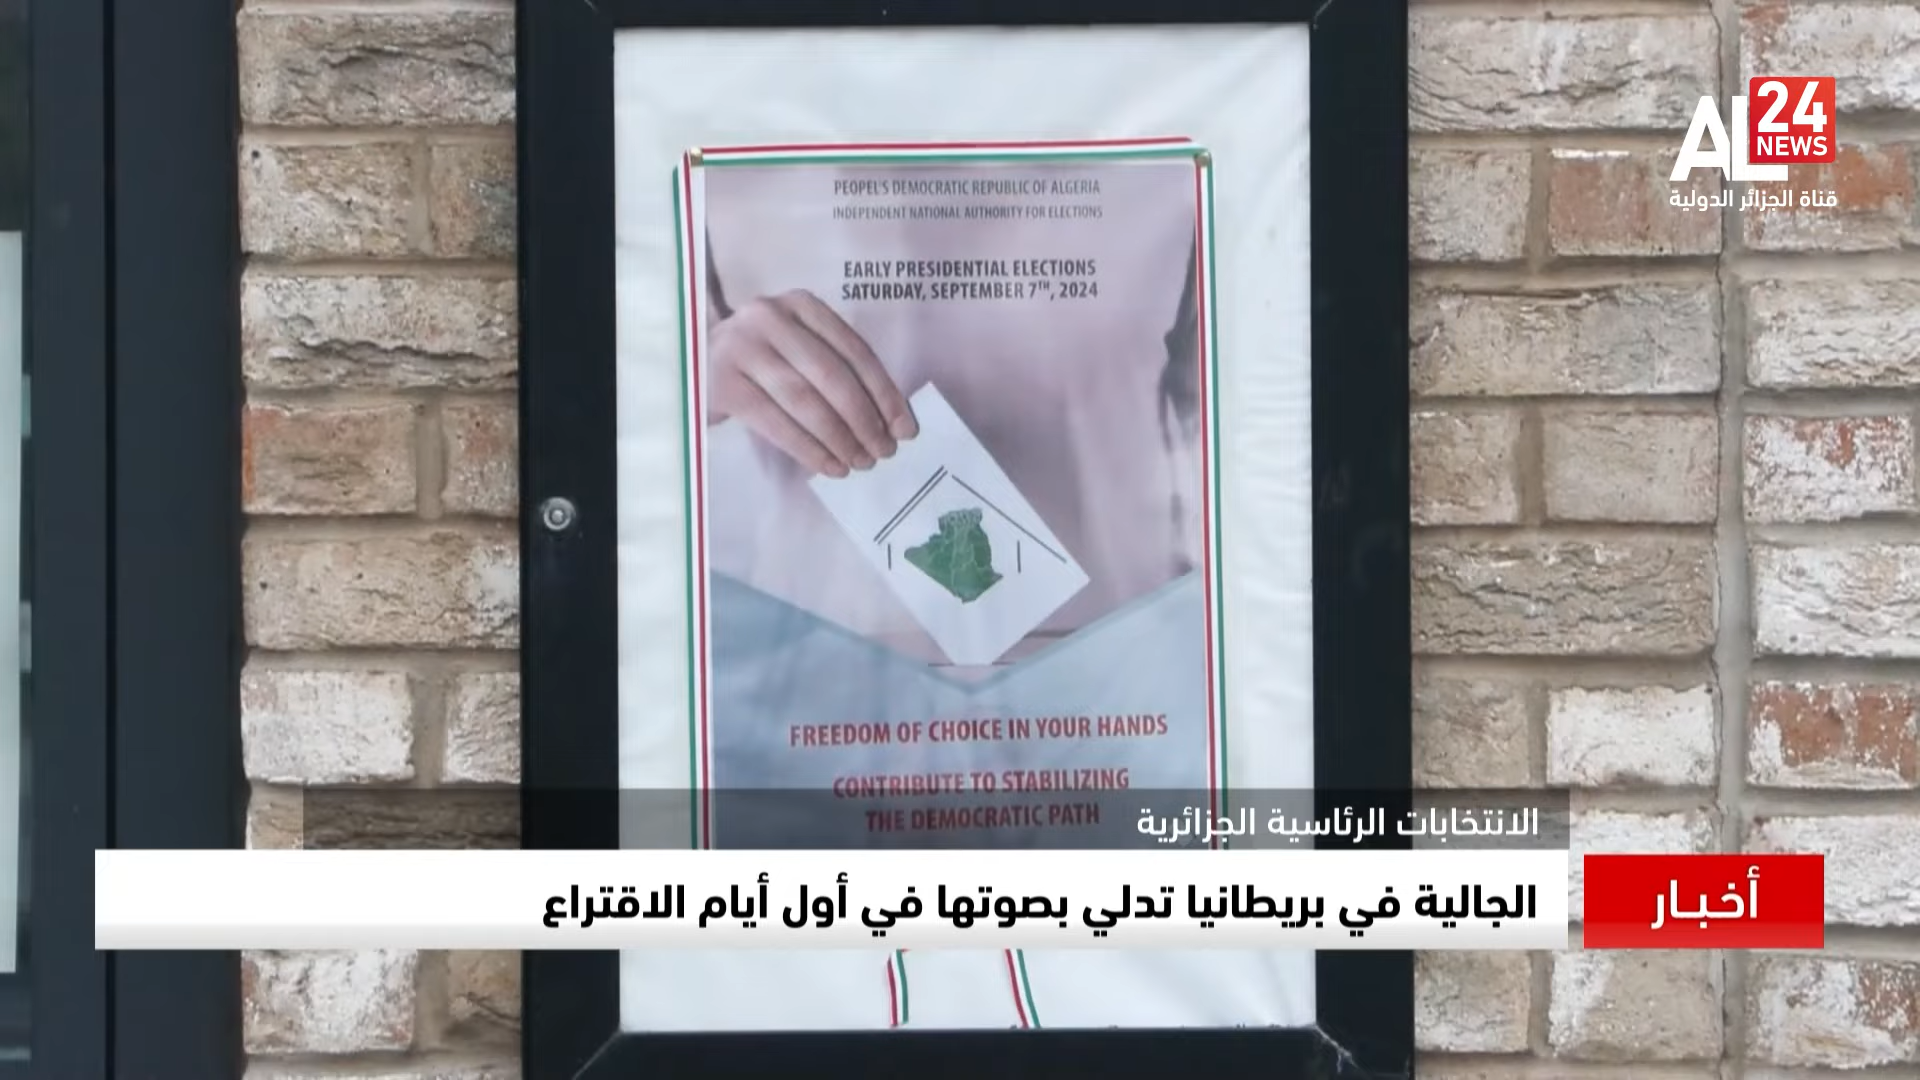 AL 24 NEWS
قناة الجزائر الدولية
PEOPEL'S DEMOCRATIC REPUBLIC OF ALGERIA
INDEPENDENT NATIONAL AUTHORITY FOR ELECTIONS
EARLY PRESIDENTIAL ELECTIONS
SATURDAY, SEPTEMBER 7TH, 2024
FREEDOM OF CHOICE IN YOUR HANDS
CONTRIBUTE TO STABILIZING
THE DEMOCRATIC PATH
الانتخابات الرئاسية الجزائرية
أخبار
الجالية في بريطانيا تدلي بصوتها في أول أيام الاقتراع